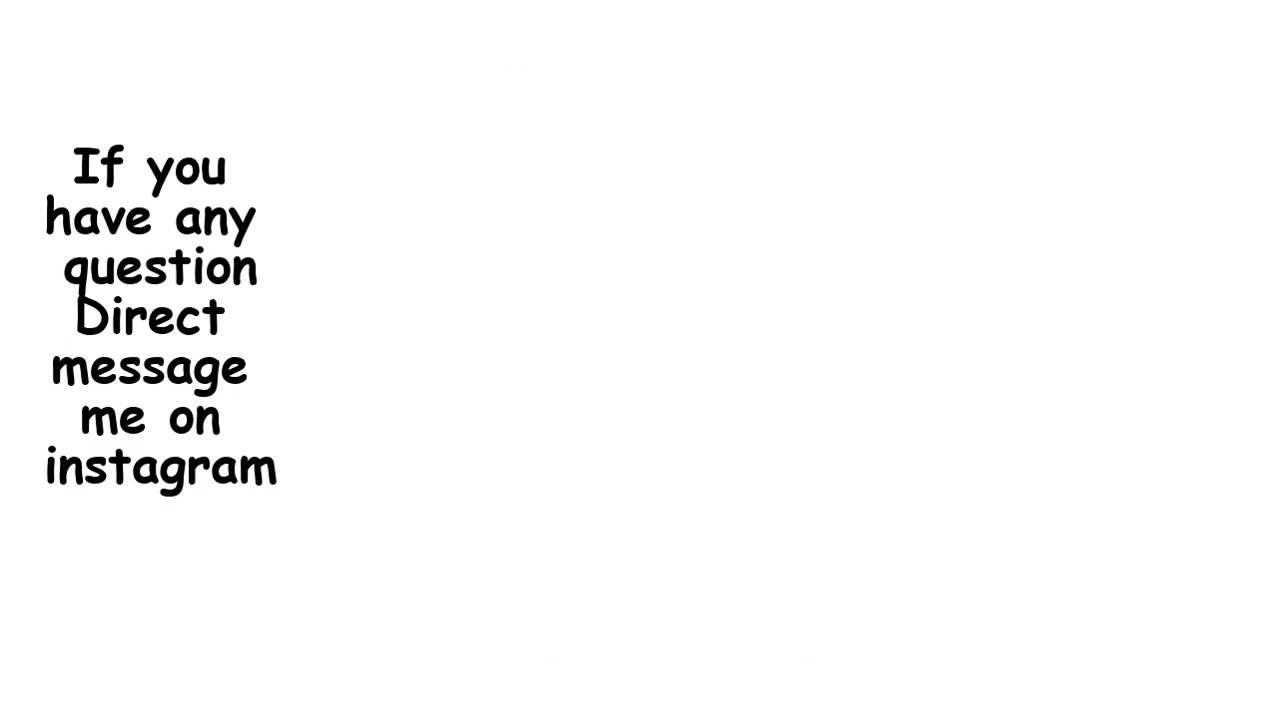 If you
have any
question
Direct
message
me on
instagram